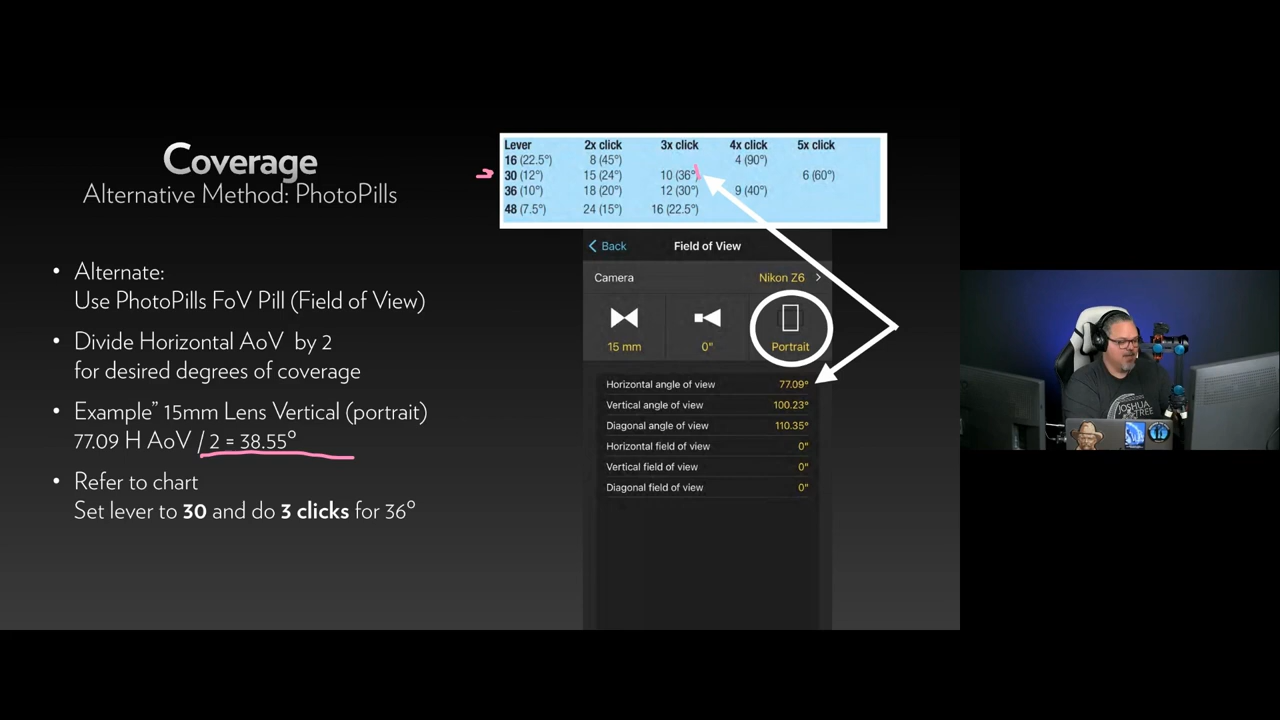 Coverage
Alternative Method: PhotoPills
• Alternate:
Use PhotoPills FoV Pill (Field of View)
• Divide Horizontal AoV by 2
for desired degrees of coverage
• Example” 15mm Lens Vertical (portrait)
77.09 H AoV / 2 = 38.55°
• Refer to chart
Set lever to 30 and do 3 clicks for 36°
Lever 2x click 3x click 4x click 5x click
16 (22.5°) 8 (45°) 4 (90°)
30 (12°) 15 (24°) 10 (36°) 6 (60°)
36 (10°) 18 (20°) 12 (30°) 9 (40°)
48 (7.5°) 24 (15°) 16 (22.5°)
Back Field of View
Camera Nikon Z6
15 mm 0" Portrait
Horizontal angle of view 77.09°
Vertical angle of view 100.23°
Diagonal angle of view 110.35°
Horizontal field of view 0"
Vertical field of view 0"
Diagonal field of view 0"
JOSHUA
TREE